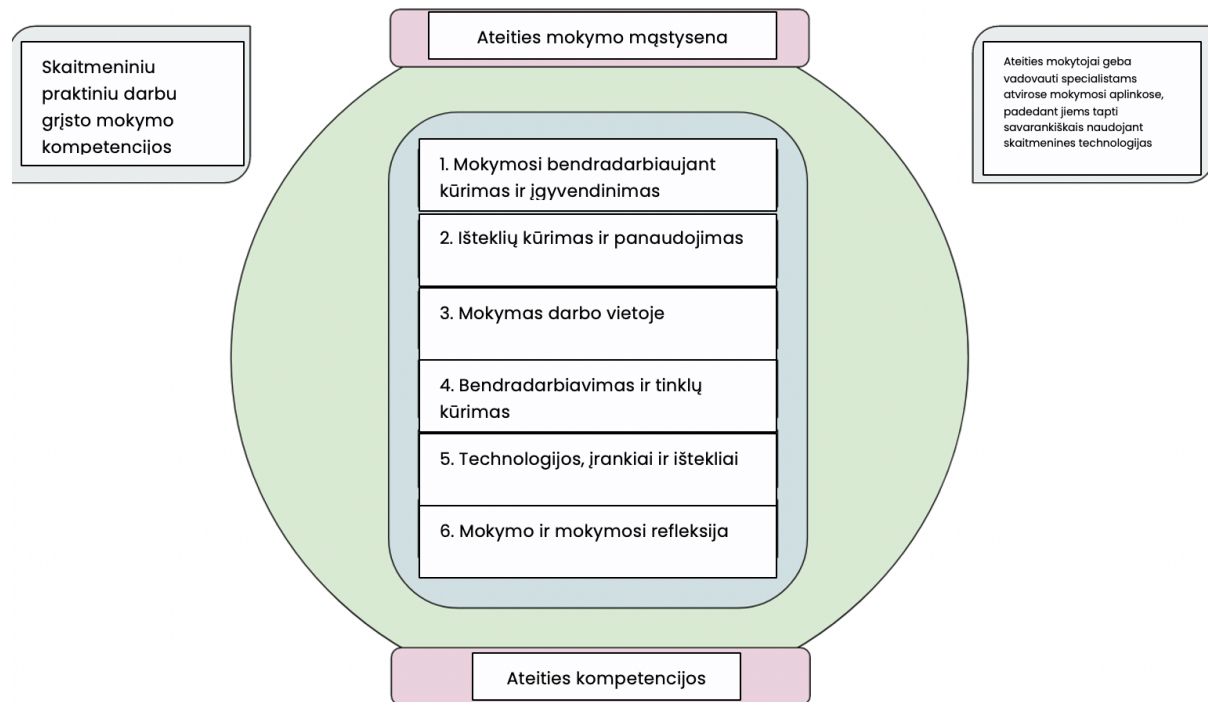 Ateities mokymo mąstysena
Skaitmeniniu
praktiniu darbu
grįsto mokymo
kompetencijos
Ateities mokytojai geba
vadovauti specialistams
atvirose mokymosi aplinkose,
padedant jiems tapti
savarankiškais naudojant
skaitmenines technologijas
1. Mokymosi bendradarbiaujant
kūrimas ir įgyvendinimas
2. Išteklių kūrimas ir panaudojimas
3. Mokymas darbo vietoje
4. Bendradarbiavimas ir tinklų
kūrimas
5. Technologijos, įrankiai ir ištekliai
6. Mokymo ir mokymosi refleksija
Ateities kompetencijos